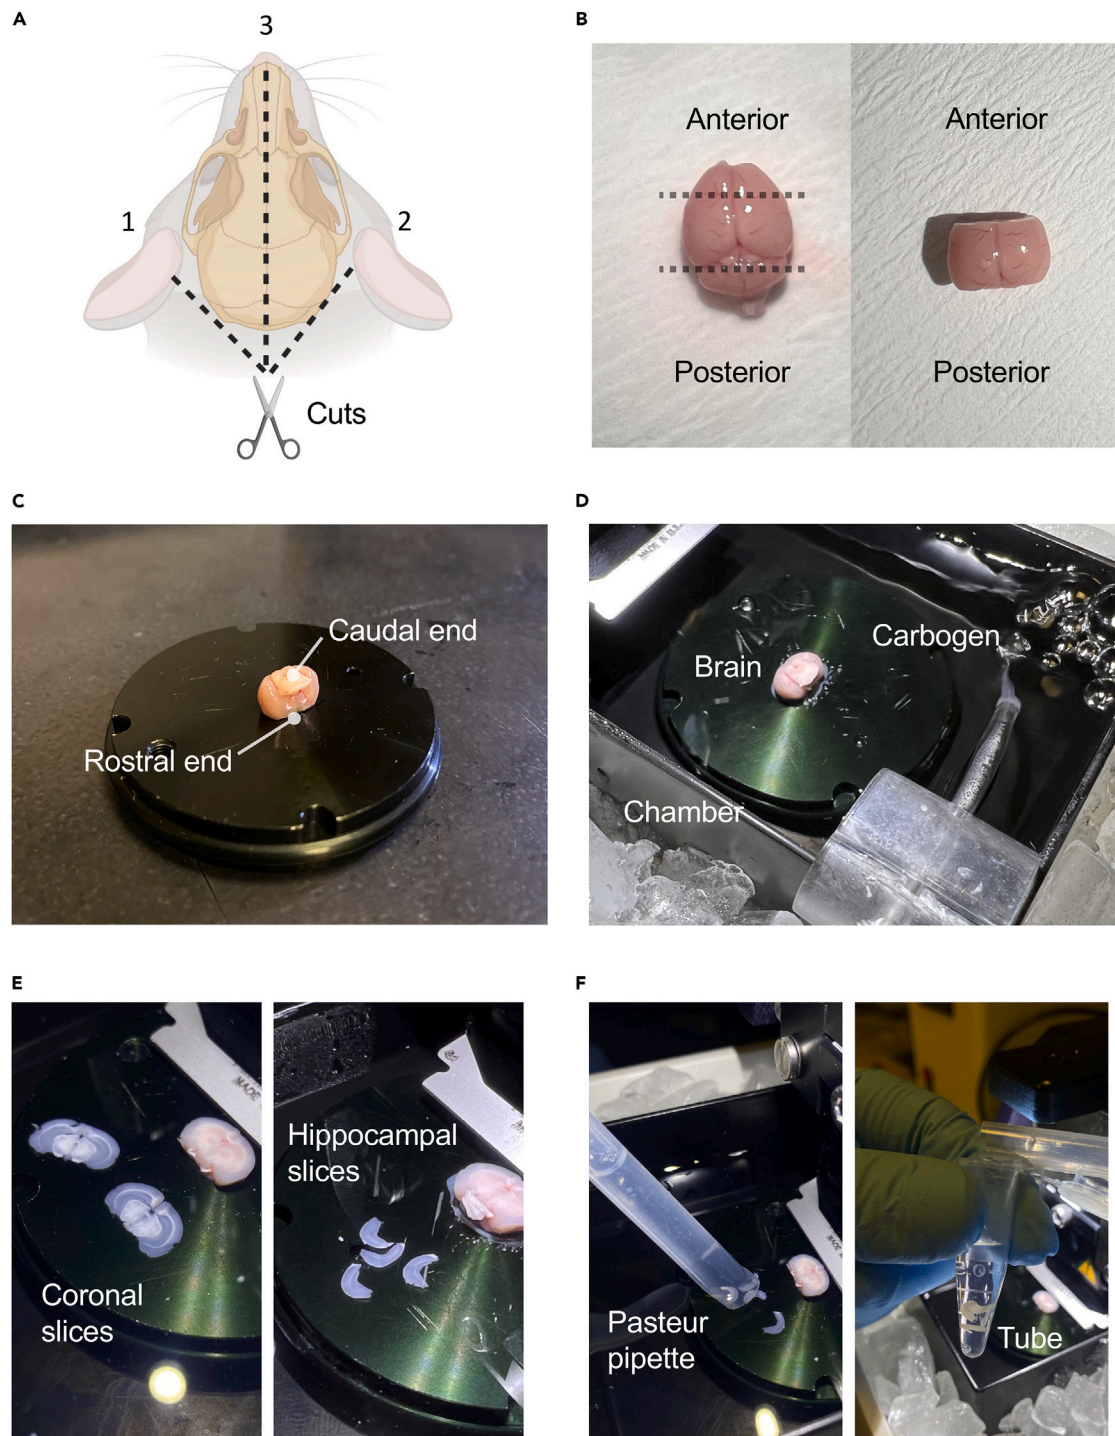 A
3
1
2
Cuts
B
Anterior
Anterior
Posterior
Posterior
C
Caudal end
Rostral end
D
Carbogen
Brain
Chamber
E
Coronal
slices
Hippocampal
slices
F
Pasteur
pipette
Tube